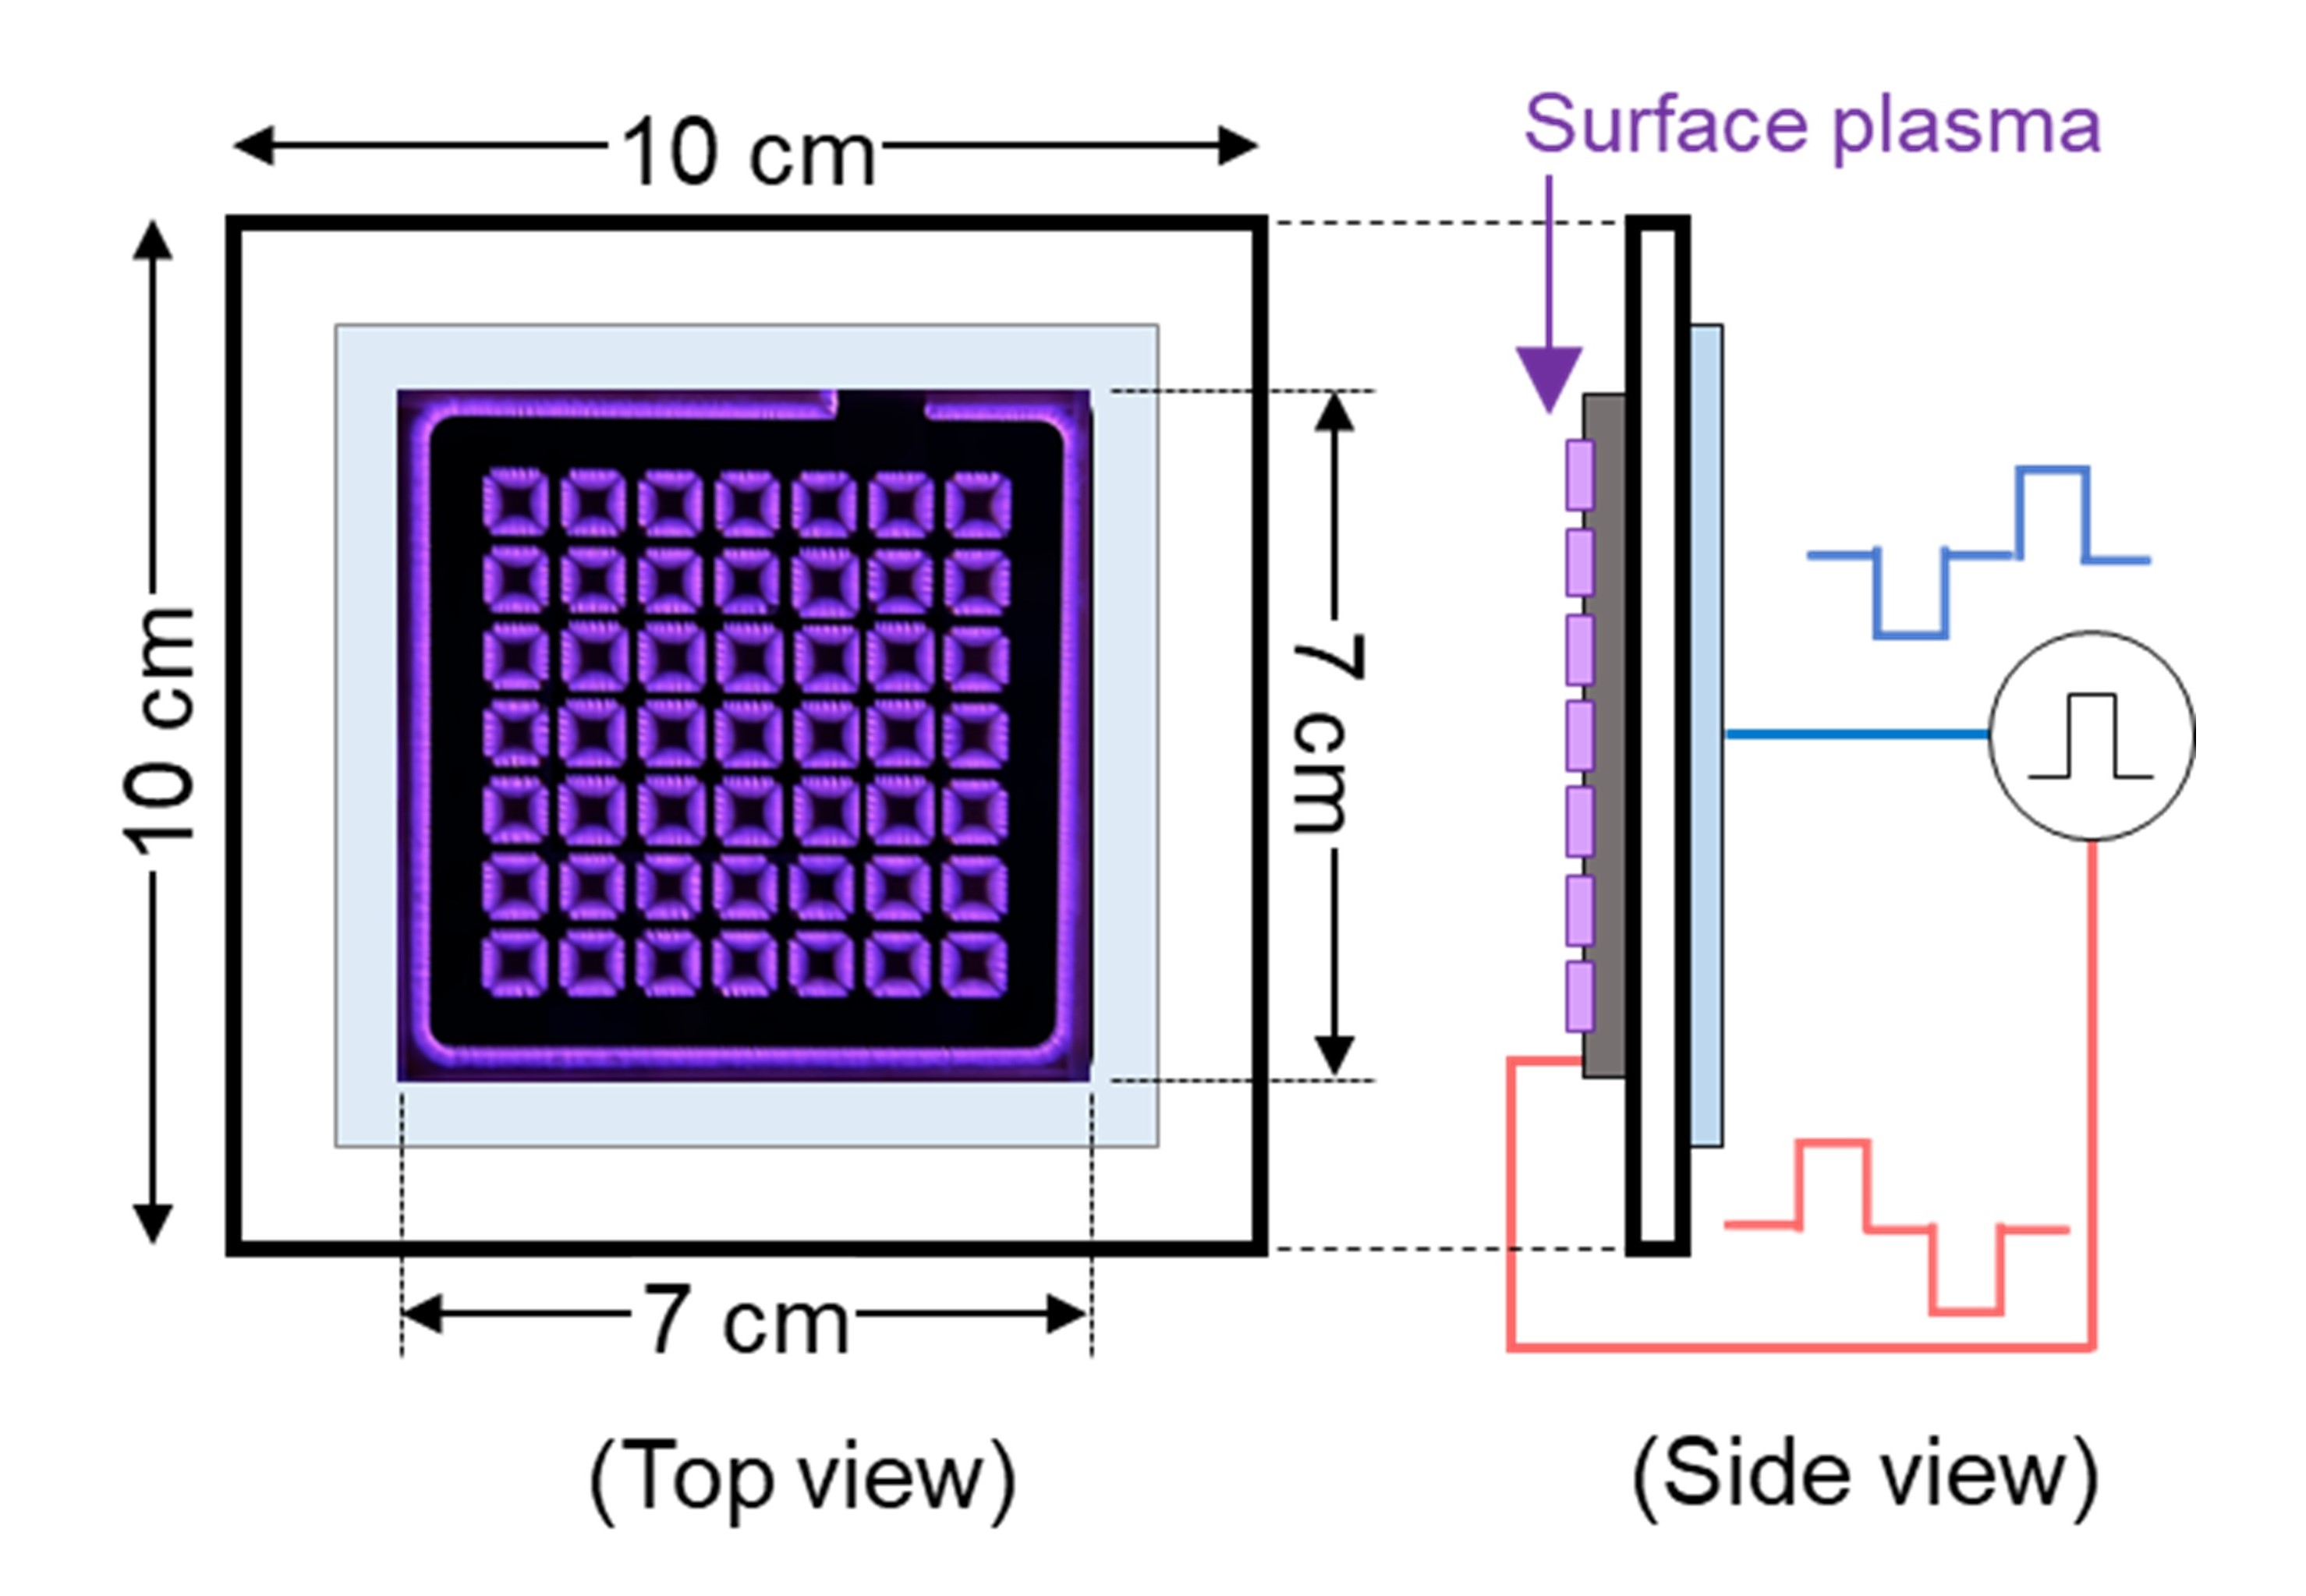 10 cm
Surface plasma
10 cm
7 cm
7 cm
(Top view)
(Side view)